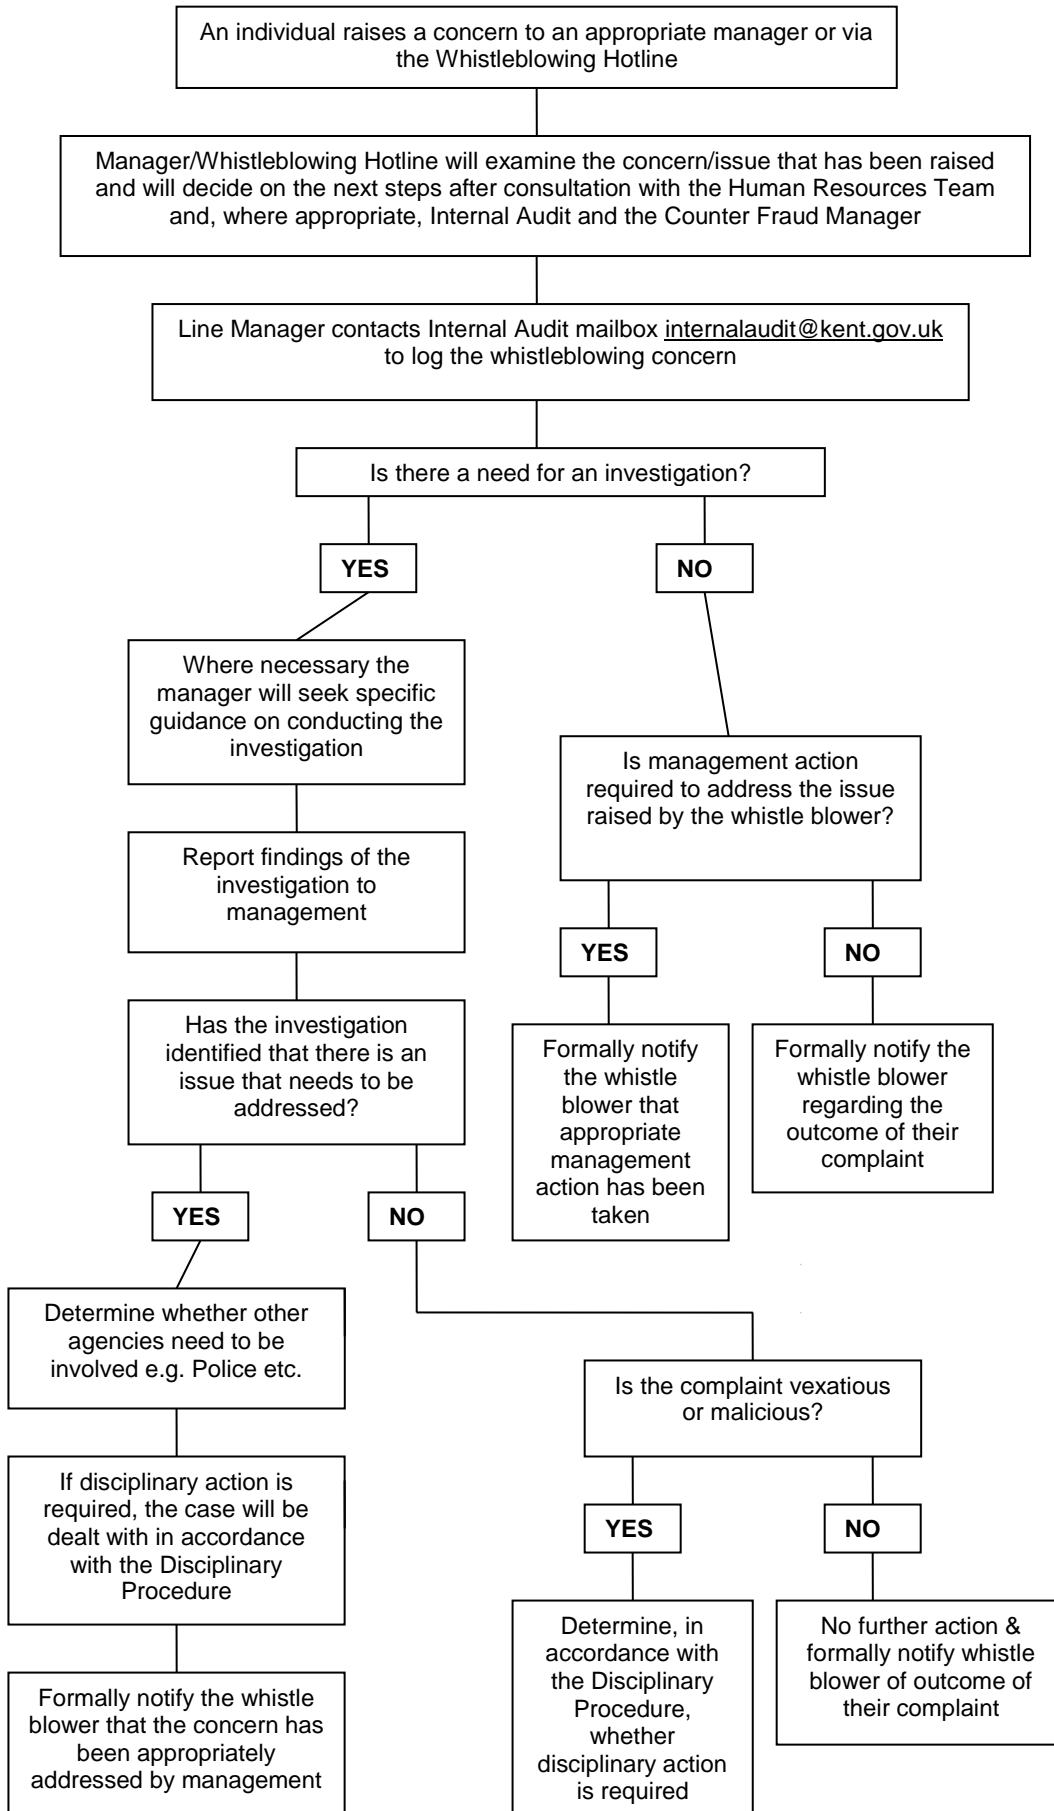 An individual raises a concern to an appropriate manager or via
the Whistleblowing Hotline
Manager/Whistleblowing Hotline will examine the concern/issue that has been raised
and will decide on the next steps after consultation with the Human Resources Team
and, where appropriate, Internal Audit and the Counter Fraud Manager
Line Manager contacts Internal Audit mailbox internalaudit@kent.gov.uk
to log the whistleblowing concern
Is there a need for an investigation?
YES
NO
Where necessary the
manager will seek specific
guidance on conducting the
investigation
Is management action
required to address the issue
raised by the whistle blower?
Report findings of the
investigation to
management
YES
NO
Has the investigation
identified that there is an
issue that needs to be
addressed?
Formally notify
the whistle
blower that
appropriate
management
action has been
taken
Formally notify the
whistle blower
regarding the
outcome of their
complaint
YES
NO
Determine whether other
agencies need to be
involved e.g. Police etc.
Is the complaint vexatious
or malicious?
If disciplinary action is
required, the case will be
dealt with in accordance
with the Disciplinary
Procedure
YES
NO
Formally notify the whistle
blower that the concern has
been appropriately
addressed by management
Determine, in
accordance with
the Disciplinary
Procedure,
whether
disciplinary action
is required
No further action &
formally notify whistle
blower of outcome of
their complaint